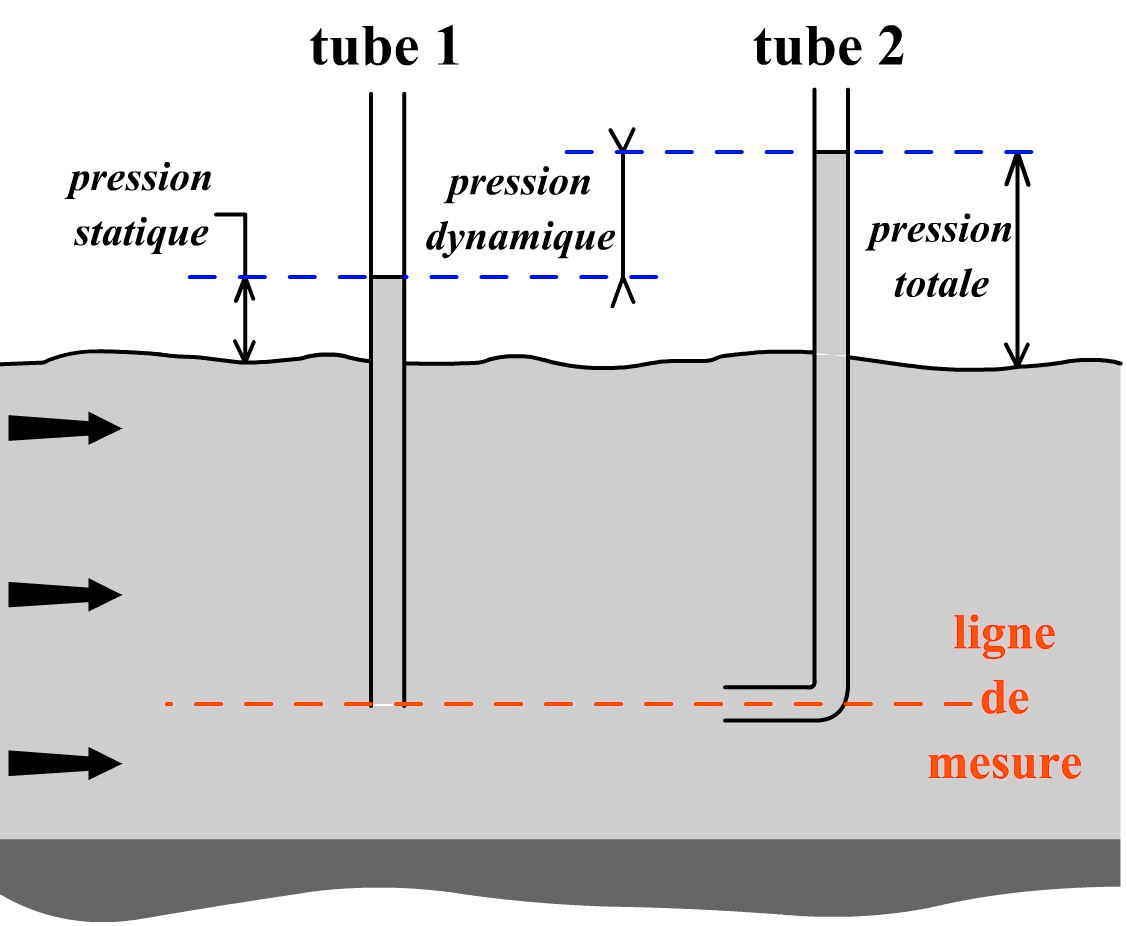 tube 1
tube 2
pression
statique
pression
dynamique
pression
totale
ligne
de
mesure